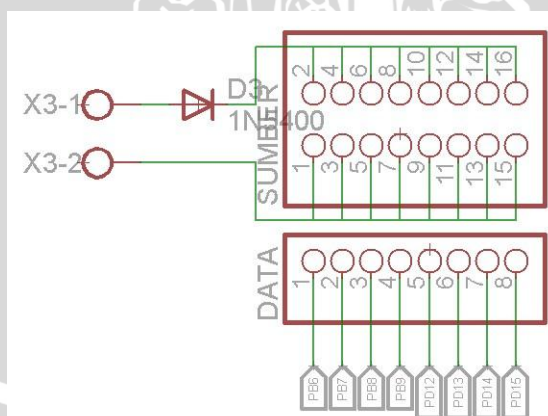 X3-1
D3
1N5400
X3-2
SUMBER
2 4 6 8 10 12 14 16
1 3 5 7 9 11 13 15
DATA
1 2 3 4 5 6 7 8
PB6 PB7 PB8 PB9 PD12 PD13 PD14 PD15